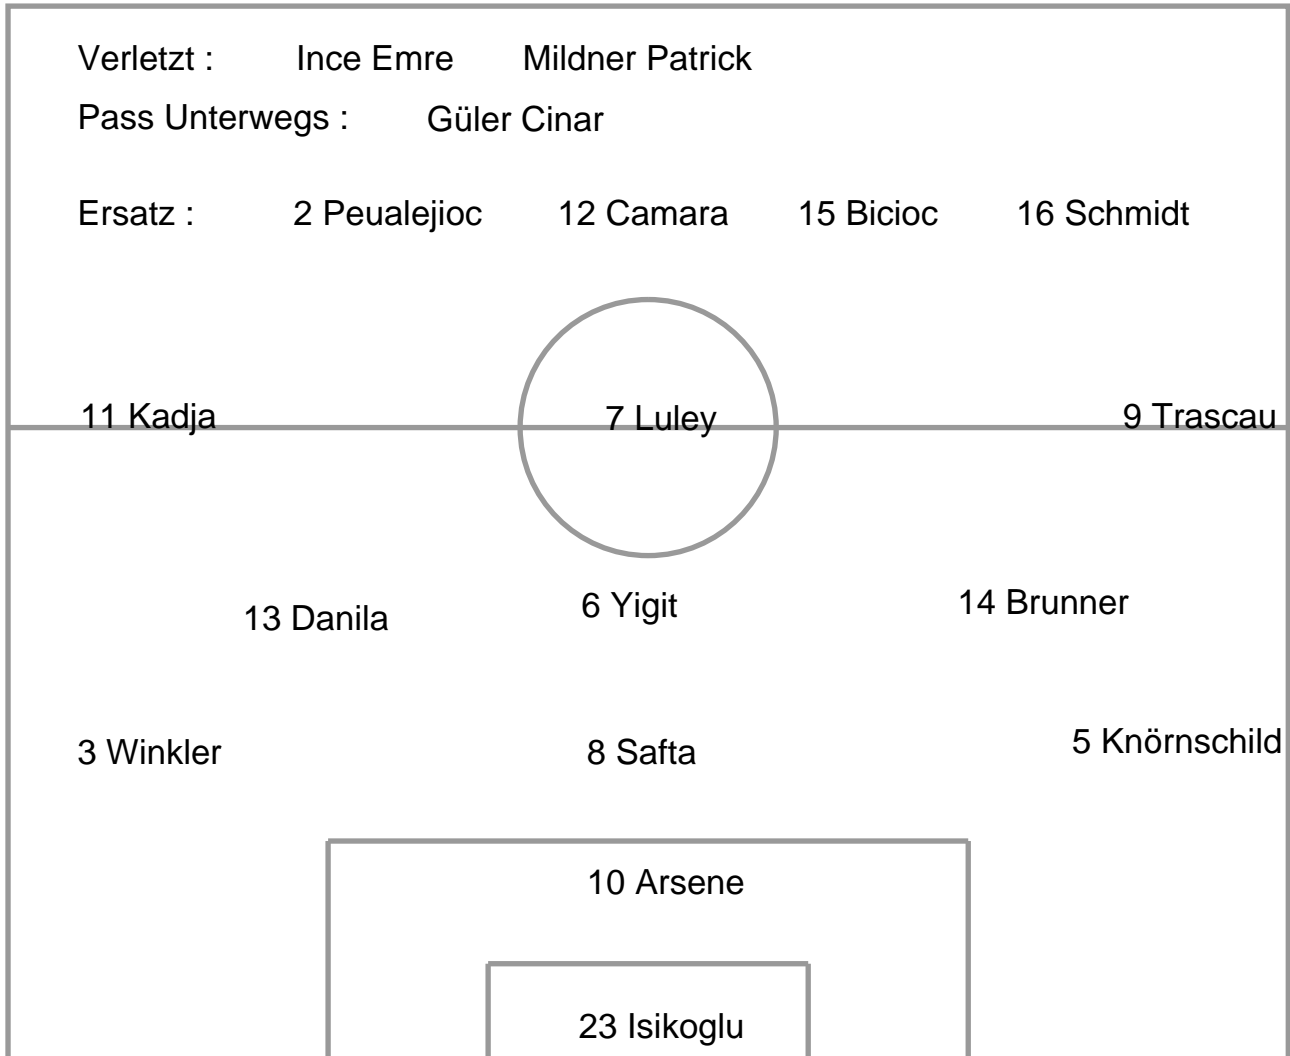 Verletzt : Ince Emre Mildner Patrick
Pass Unterwegs : Güler Cinar
Ersatz : 2 Peualejioc 12 Camara 15 Bicioc 16 Schmidt
11 Kadja 7 Luley 9 Trascau
13 Danila 6 Yigit 14 Brunner
3 Winkler 8 Safta 5 Knörnschild
10 Arsene
23 Isikoglu